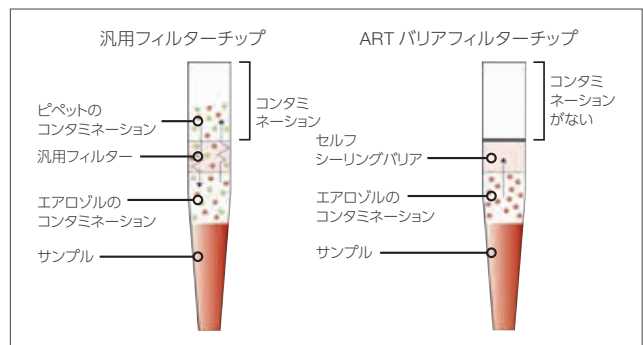 汎用フィルターチップ
ピペットの
コンタミネーション
汎用フィルター
エアロゾルの
コンタミネーション
サンプル
コンタミ
ネーション
ART バリアフィルターチップ
セルフ
シーリングバリア
エアロゾルの
コンタミネーション
サンプル
コンタミ
ネーション
がない